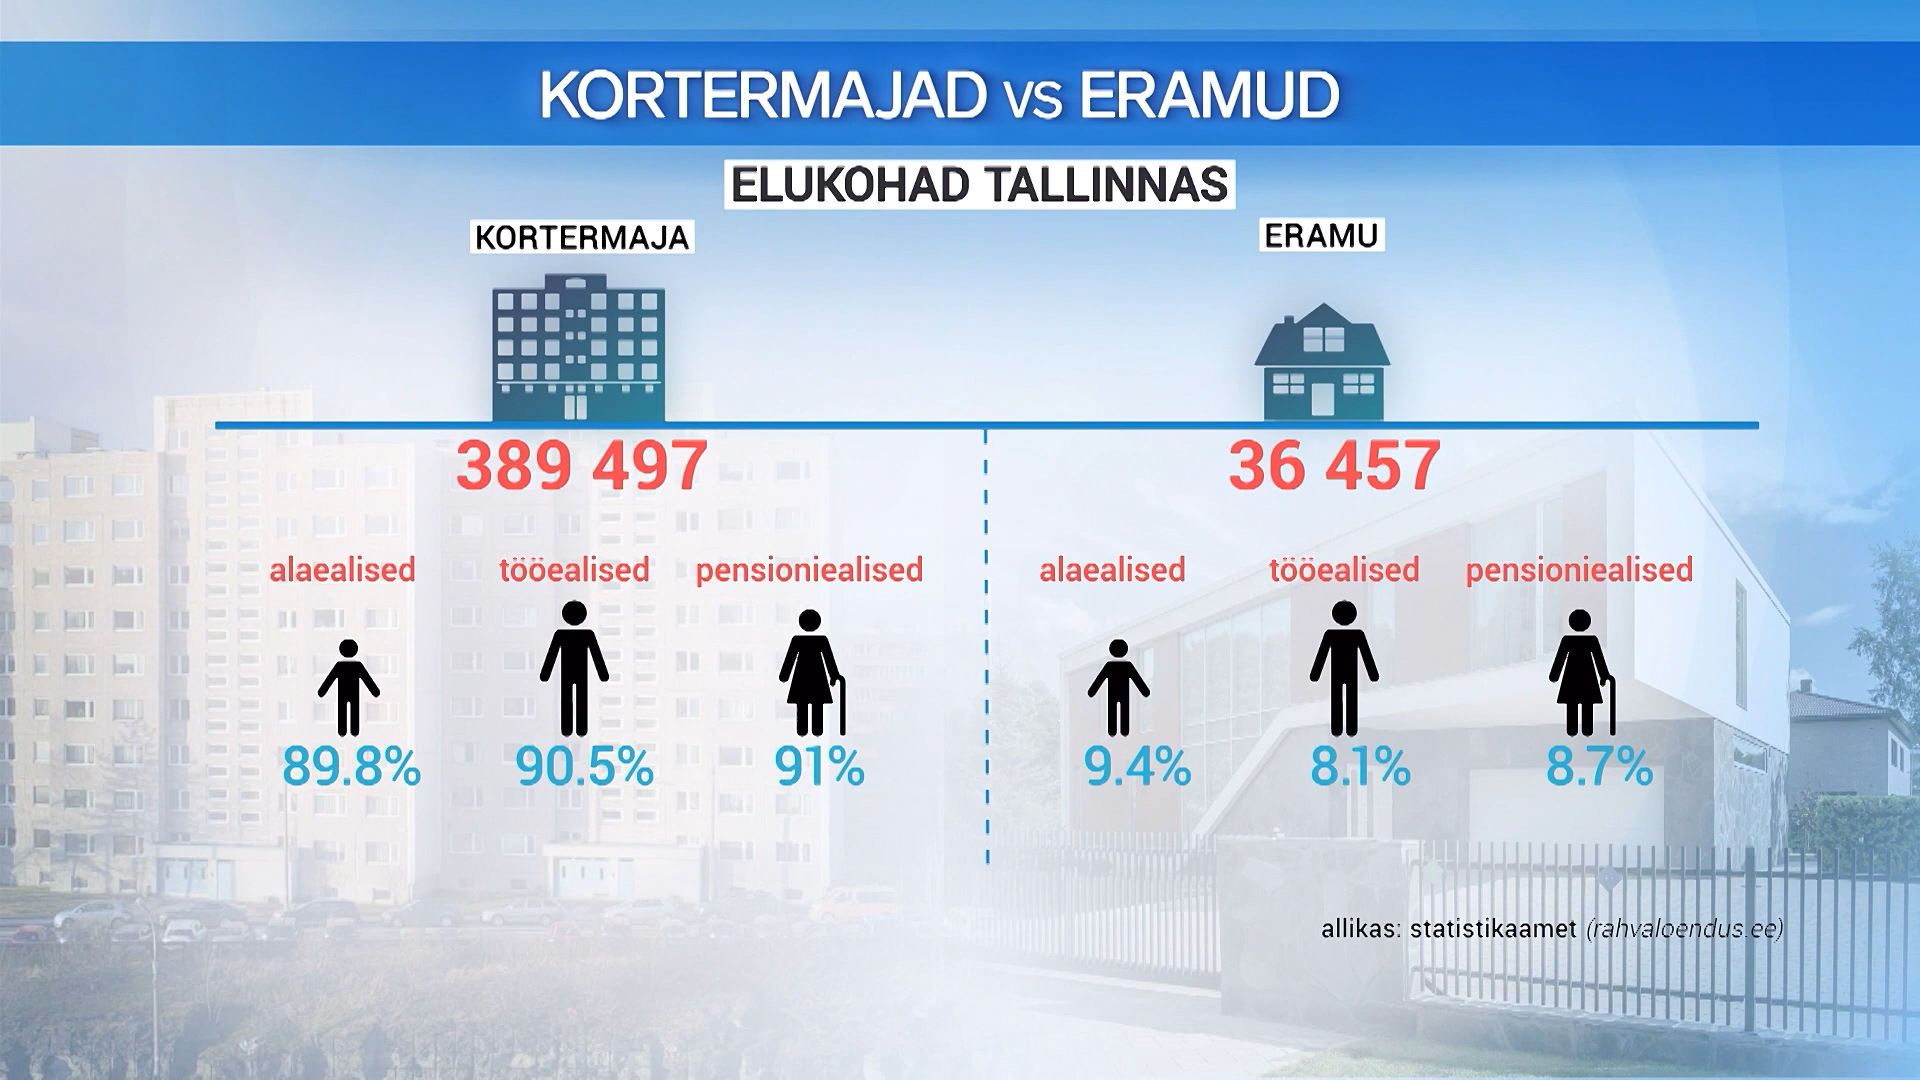 KORTERMAJAD vs ERAMUD
ELUKOHAD TALLINNAS
KORTERMAJA
ERAMU
389 497
36 457
alaealised tööealised pensioniealised
alaealised tööealised pensioniealised
89.8% 90.5% 91%
9.4% 8.1% 8.7%
allikas: statistikaamet (rahvaloendus.ee)